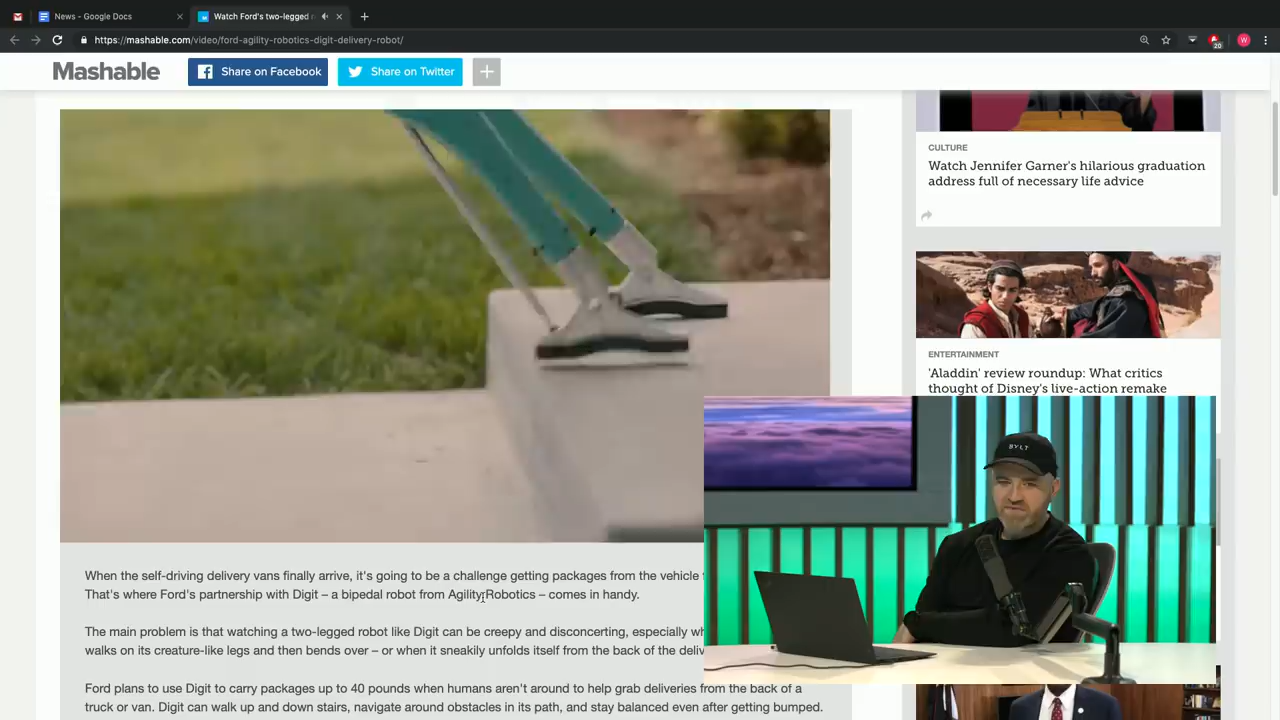 News - Google Docs
Watch Ford's two-legged
https://mashable.com/video/ford-agility-robotics-digit-delivery-robot/
20
W
Mashable
Share on Facebook
Share on Twitter
CULTURE
Watch Jennifer Garner's hilarious graduation
address full of necessary life advice
ENTERTAINMENT
'Aladdin' review roundup: What critics
thought of Disney's live-action remake
BYLT
When the self-driving delivery vans finally arrive, it's going to be a challenge getting packages from the vehicle
That's where Ford's partnership with Digit – a bipedal robot from Agility Robotics – comes in handy.
The main problem is that watching a two-legged robot like Digit can be creepy and disconcerting, especially
walks on its creature-like legs and then bends over – or when it sneakily unfolds itself from the back of the
Ford plans to use Digit to carry packages up to 40 pounds when humans aren't around to help grab deliveries from the back of a
truck or van. Digit can walk up and down stairs, navigate around obstacles in its path, and stay balanced even after getting bumped.